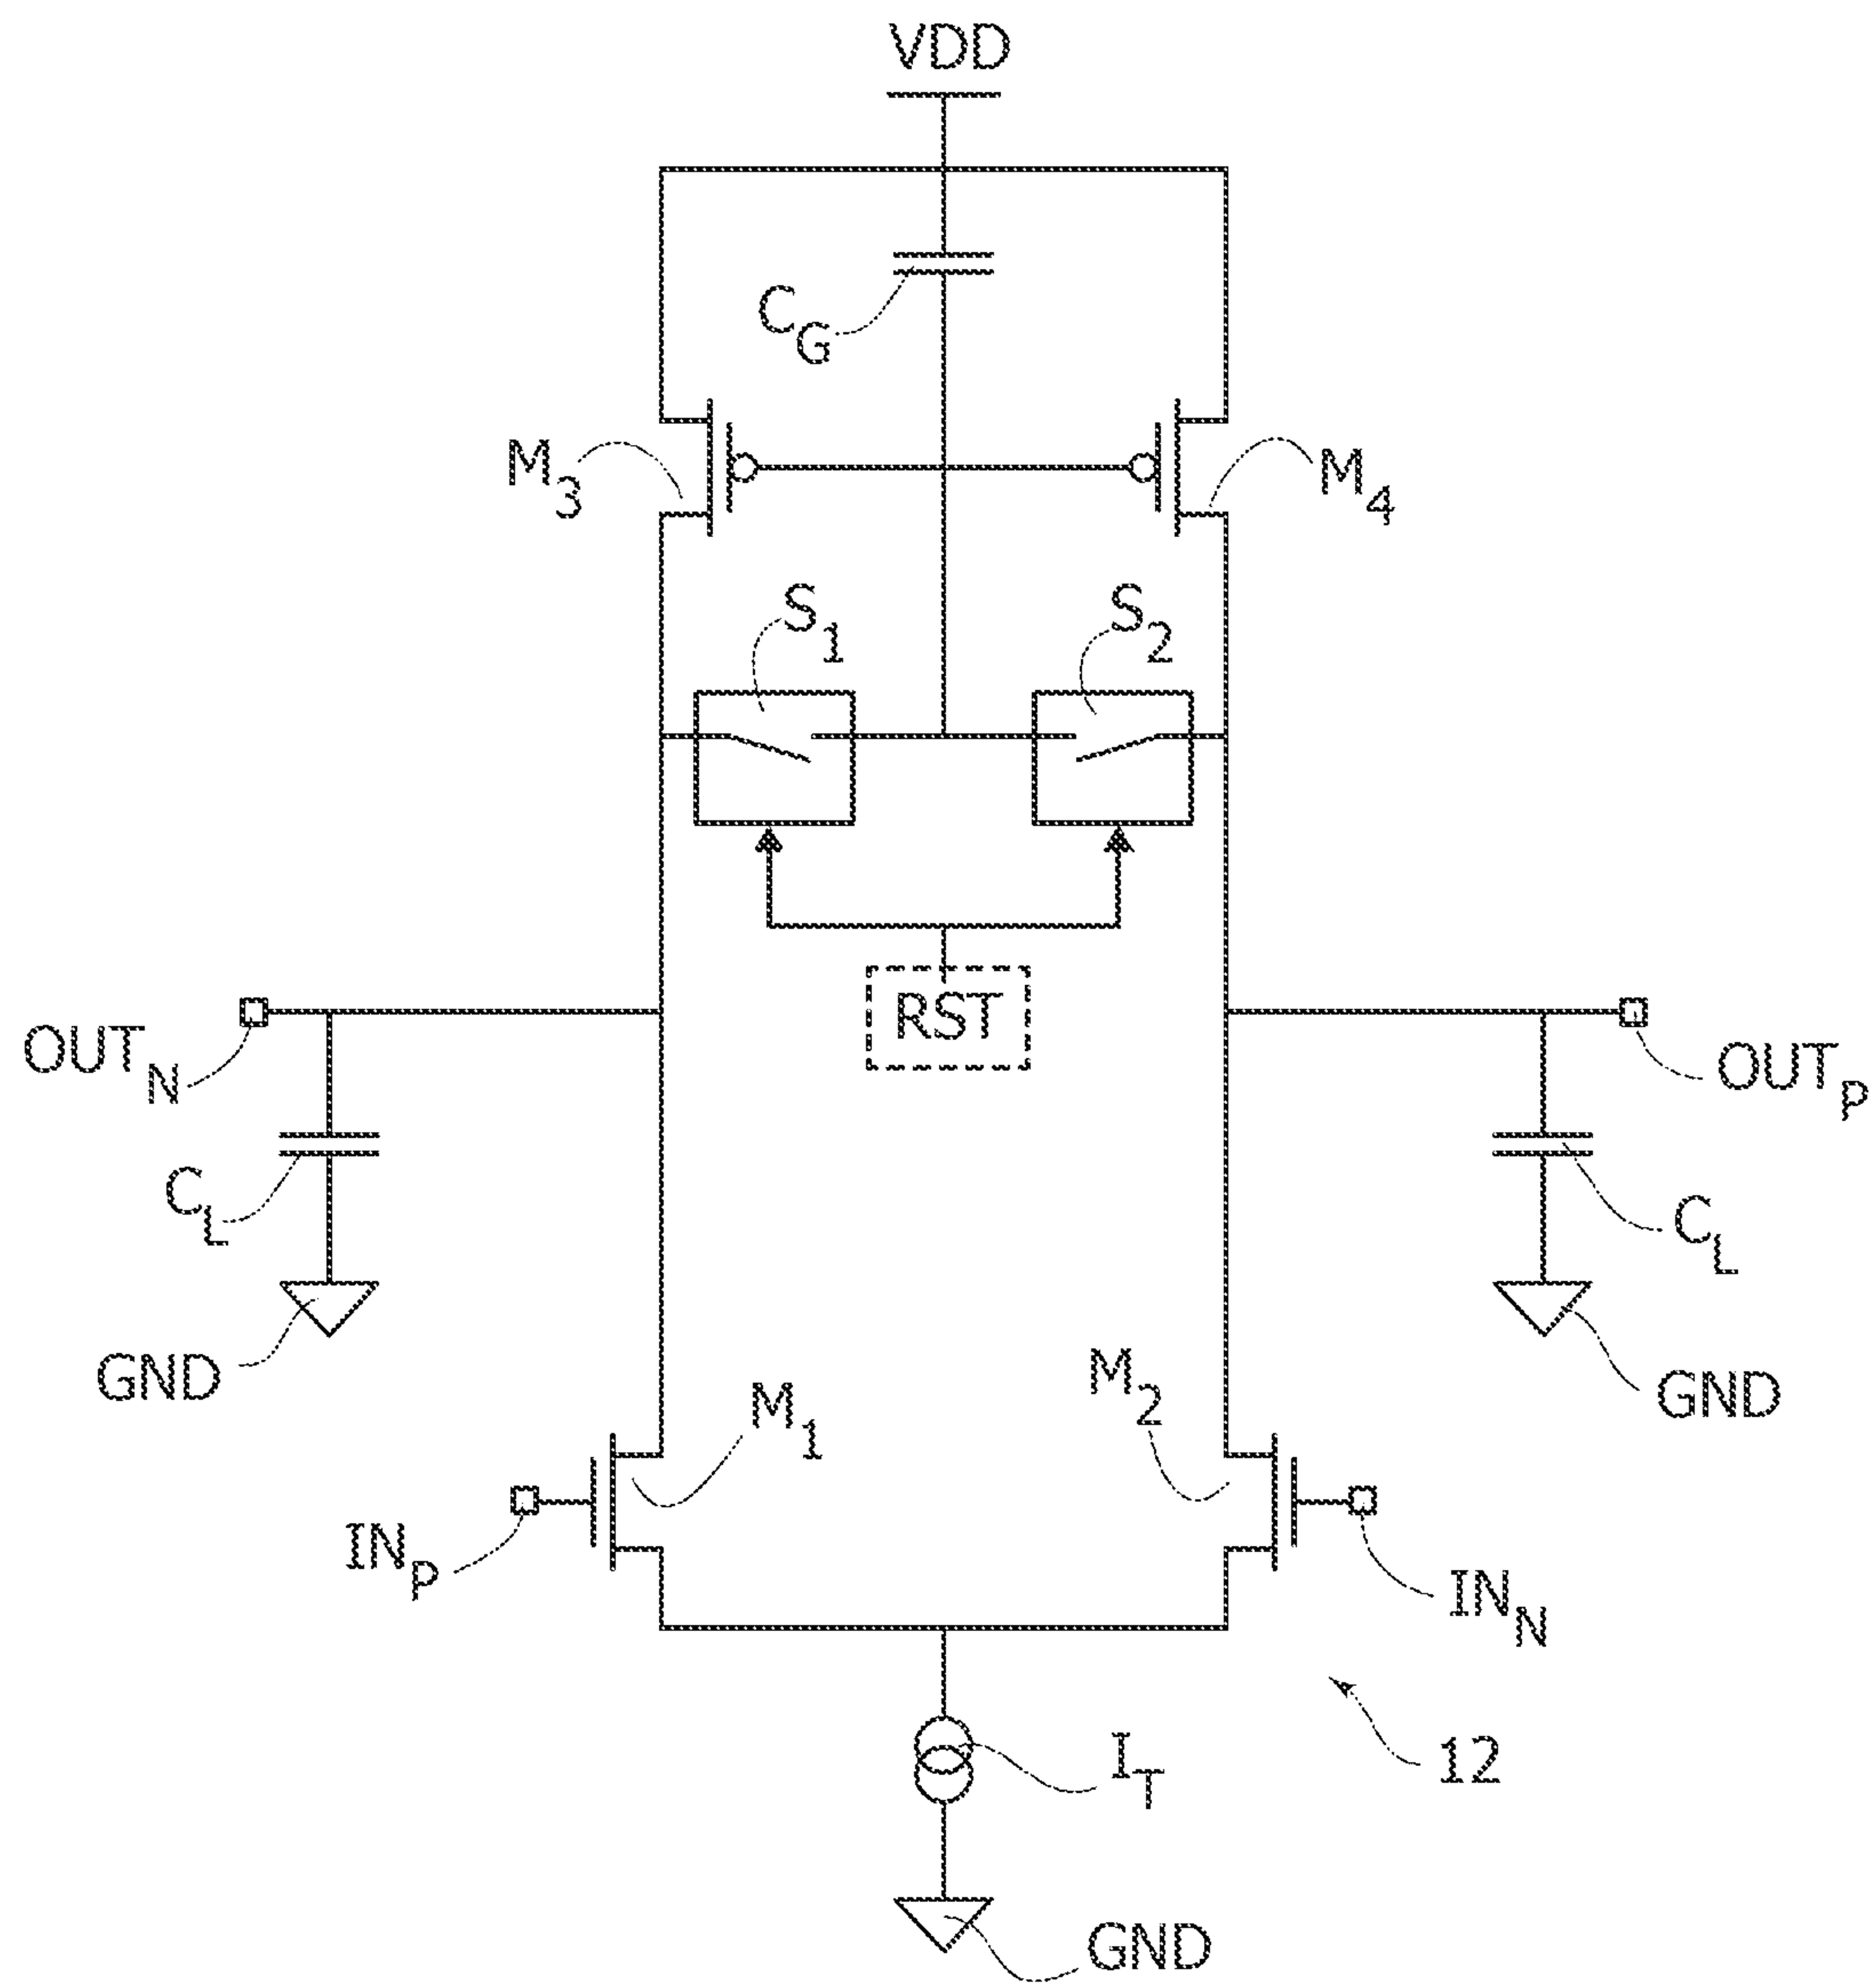 VDD
C_G
M_3
M_4
S_1
S_2
RST
OUT_N
OUT_P
C_L
C_L
GND
GND
M_1
M_2
IN_P
IN_N
I_T
12
GND